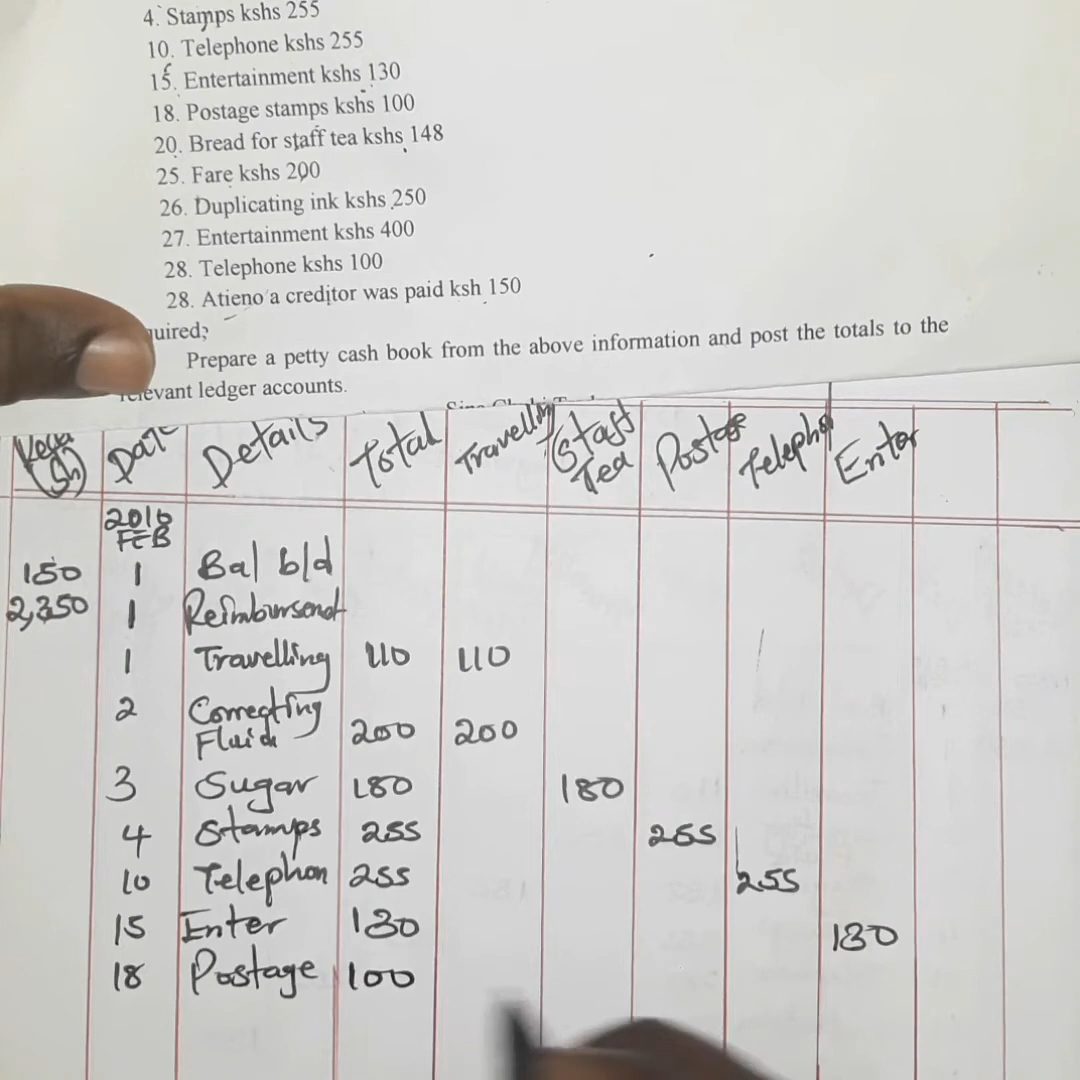 4. Stamps kshs 255
10. Telephone kshs 255
15. Entertainment kshs 130
18. Postage stamps kshs 100
20. Bread for staff tea kshs 148
25. Fare kshs 200
26. Duplicating ink kshs 250
27. Entertainment kshs 400
28. Telephone kshs 100
28. Atieno a creditor was paid ksh 150
quired;
Prepare a petty cash book from the above information and post the totals to the
relevant ledger accounts.
(Sh) Date Details Total Travelling Staff Tea Postage Telepho Enter
2016
FEB
150 1 Bal b/d
2,350 1
1 Travelling 110 110
2 Correcting
Fluid 200 200
3 Sugar 180 180
4 Stamps 255 255
10 Telephon 255 255
15 Enter 130 130
18 Postage 100